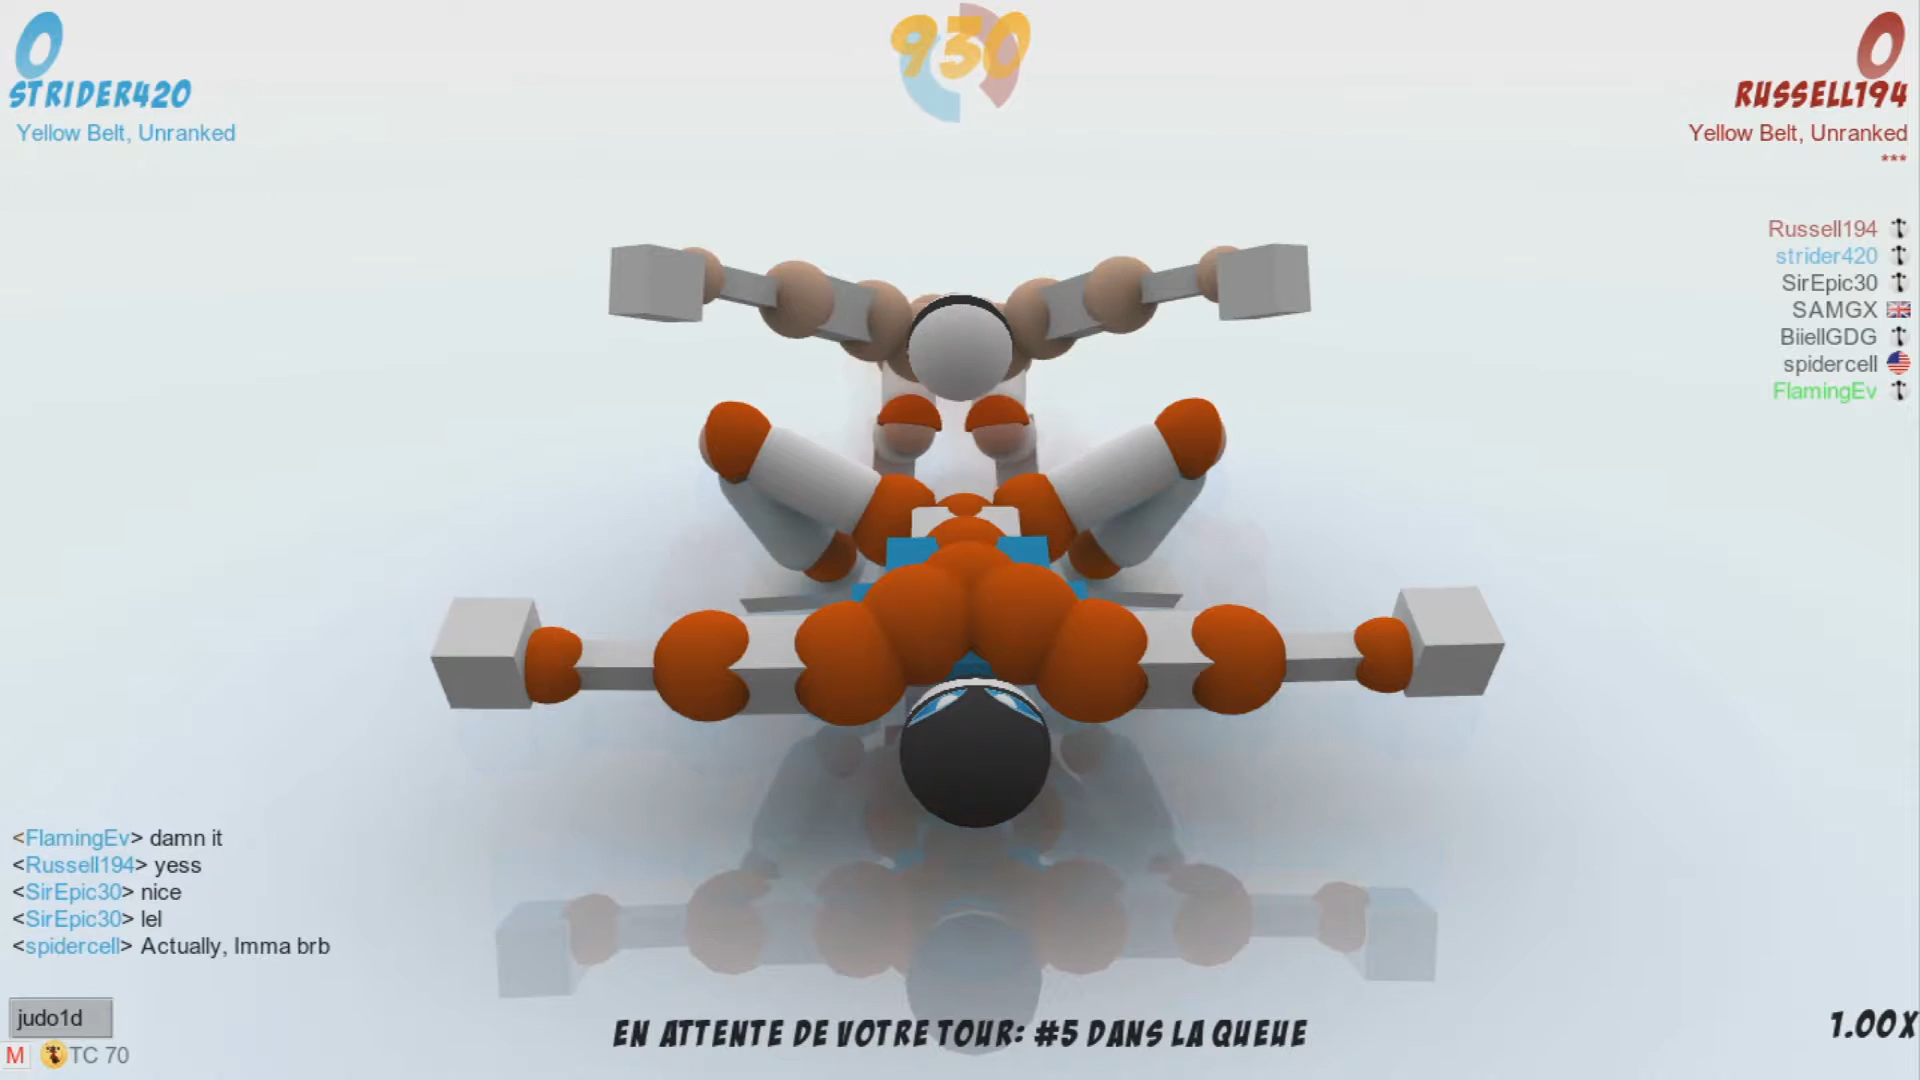 0
STRIDER420
Yellow Belt, Unranked
930
0
RUSSELL194
Yellow Belt, Unranked
***
Russell194
strider420
SirEpic30
SAMGX
BiiellGDG
spidercell
FlamingEv
<FlamingEv> damn it
<Russell194> yess
<SirEpic30> nice
<SirEpic30> lel
<spidercell> Actually, Imma brb
judo1d
M TC 70
EN ATTENTE DE VOTRE TOUR: #5 DANS LA QUEUE
1.00X